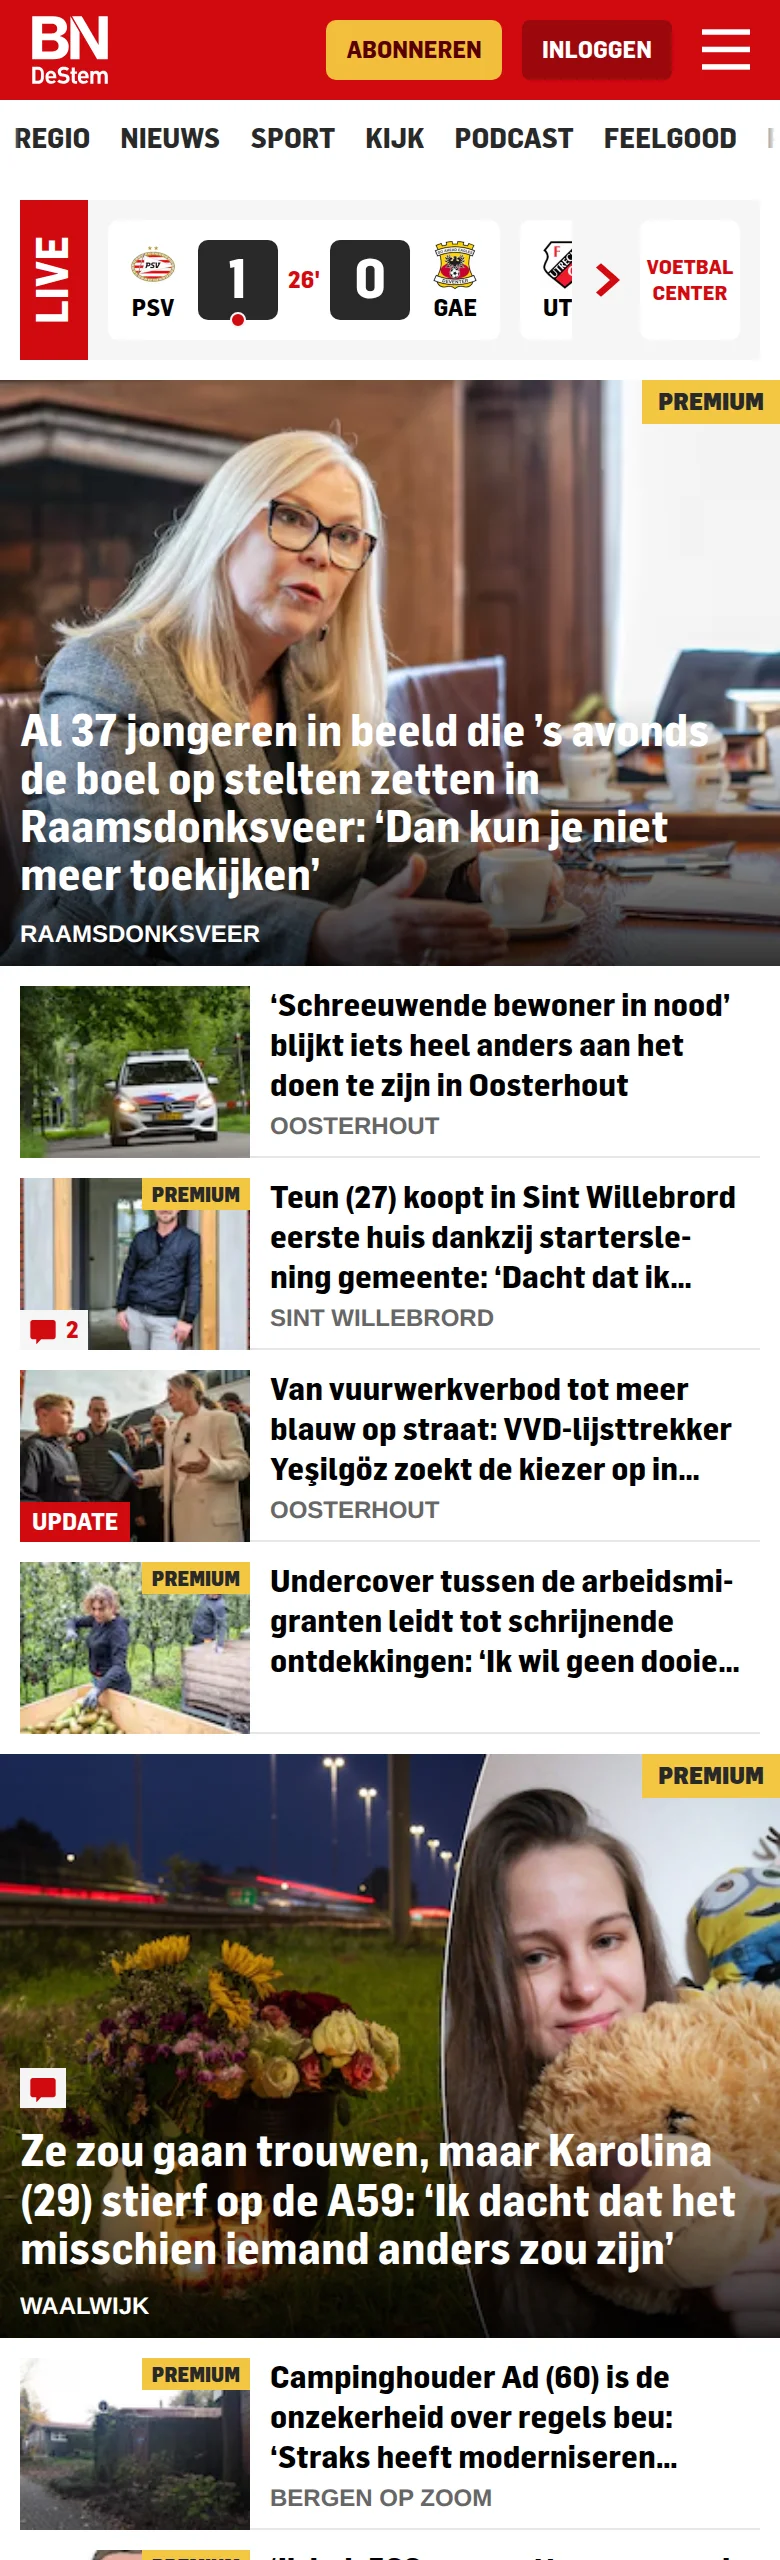 BN
DeStem
ABONNEREN
INLOGGEN
REGIO NIEUWS SPORT KIJK PODCAST FEELGOOD
LIVE
PSV
1
26'
0
GAE
UT
VOETBAL
CENTER
PREMIUM
Al 37 jongeren in beeld die ’s avonds
de boel op stelten zetten in
Raamsdonksveer: ‘Dan kun je niet
meer toekijken’
RAAMSDONKSVEER
‘Schreeuwende bewoner in nood’
blijkt iets heel anders aan het
doen te zijn in Oosterhout
OOSTERHOUT
PREMIUM
2
Teun (27) koopt in Sint Willebrord
eerste huis dankzij startersle-
ning gemeente: ‘Dacht dat ik...
SINT WILLEBRORD
UPDATE
Van vuurwerkverbod tot meer
blauw op straat: VVD-lijsttrekker
Yeşilgöz zoekt de kiezer op in...
OOSTERHOUT
PREMIUM
Undercover tussen de arbeidsmi-
granten leidt tot schrijnende
ontdekkingen: ‘Ik wil geen dooie...
PREMIUM
Ze zou gaan trouwen, maar Karolina
(29) stierf op de A59: ‘Ik dacht dat het
misschien iemand anders zou zijn’
WAALWIJK
PREMIUM
Campinghouder Ad (60) is de
onzekerheid over regels beu:
‘Straks heeft moderniseren...
BERGEN OP ZOOM